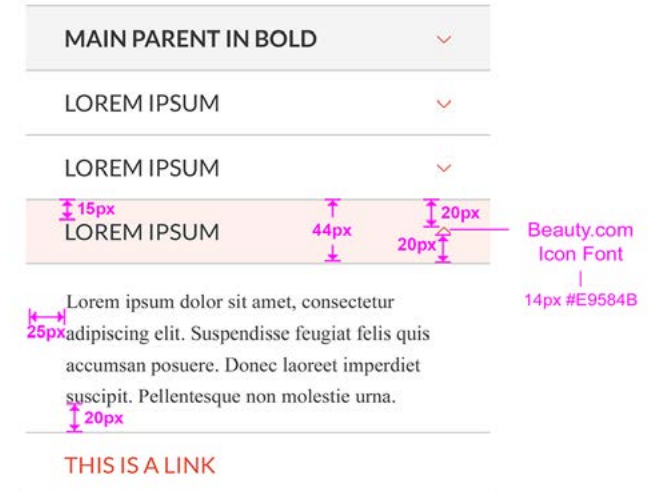 MAIN PARENT IN BOLD
LOREM IPSUM
LOREM IPSUM
15px
LOREM IPSUM
44px
20px
20px
Beauty.com
Icon Font
14px #E9584B
Lorem ipsum dolor sit amet, consectetur
25px
adipiscing elit. Suspendisse feugiat felis quis
accumsan posuere. Donec laoreet imperdiet
suscipit. Pellentesque non molestie urna.
20px
THIS IS A LINK